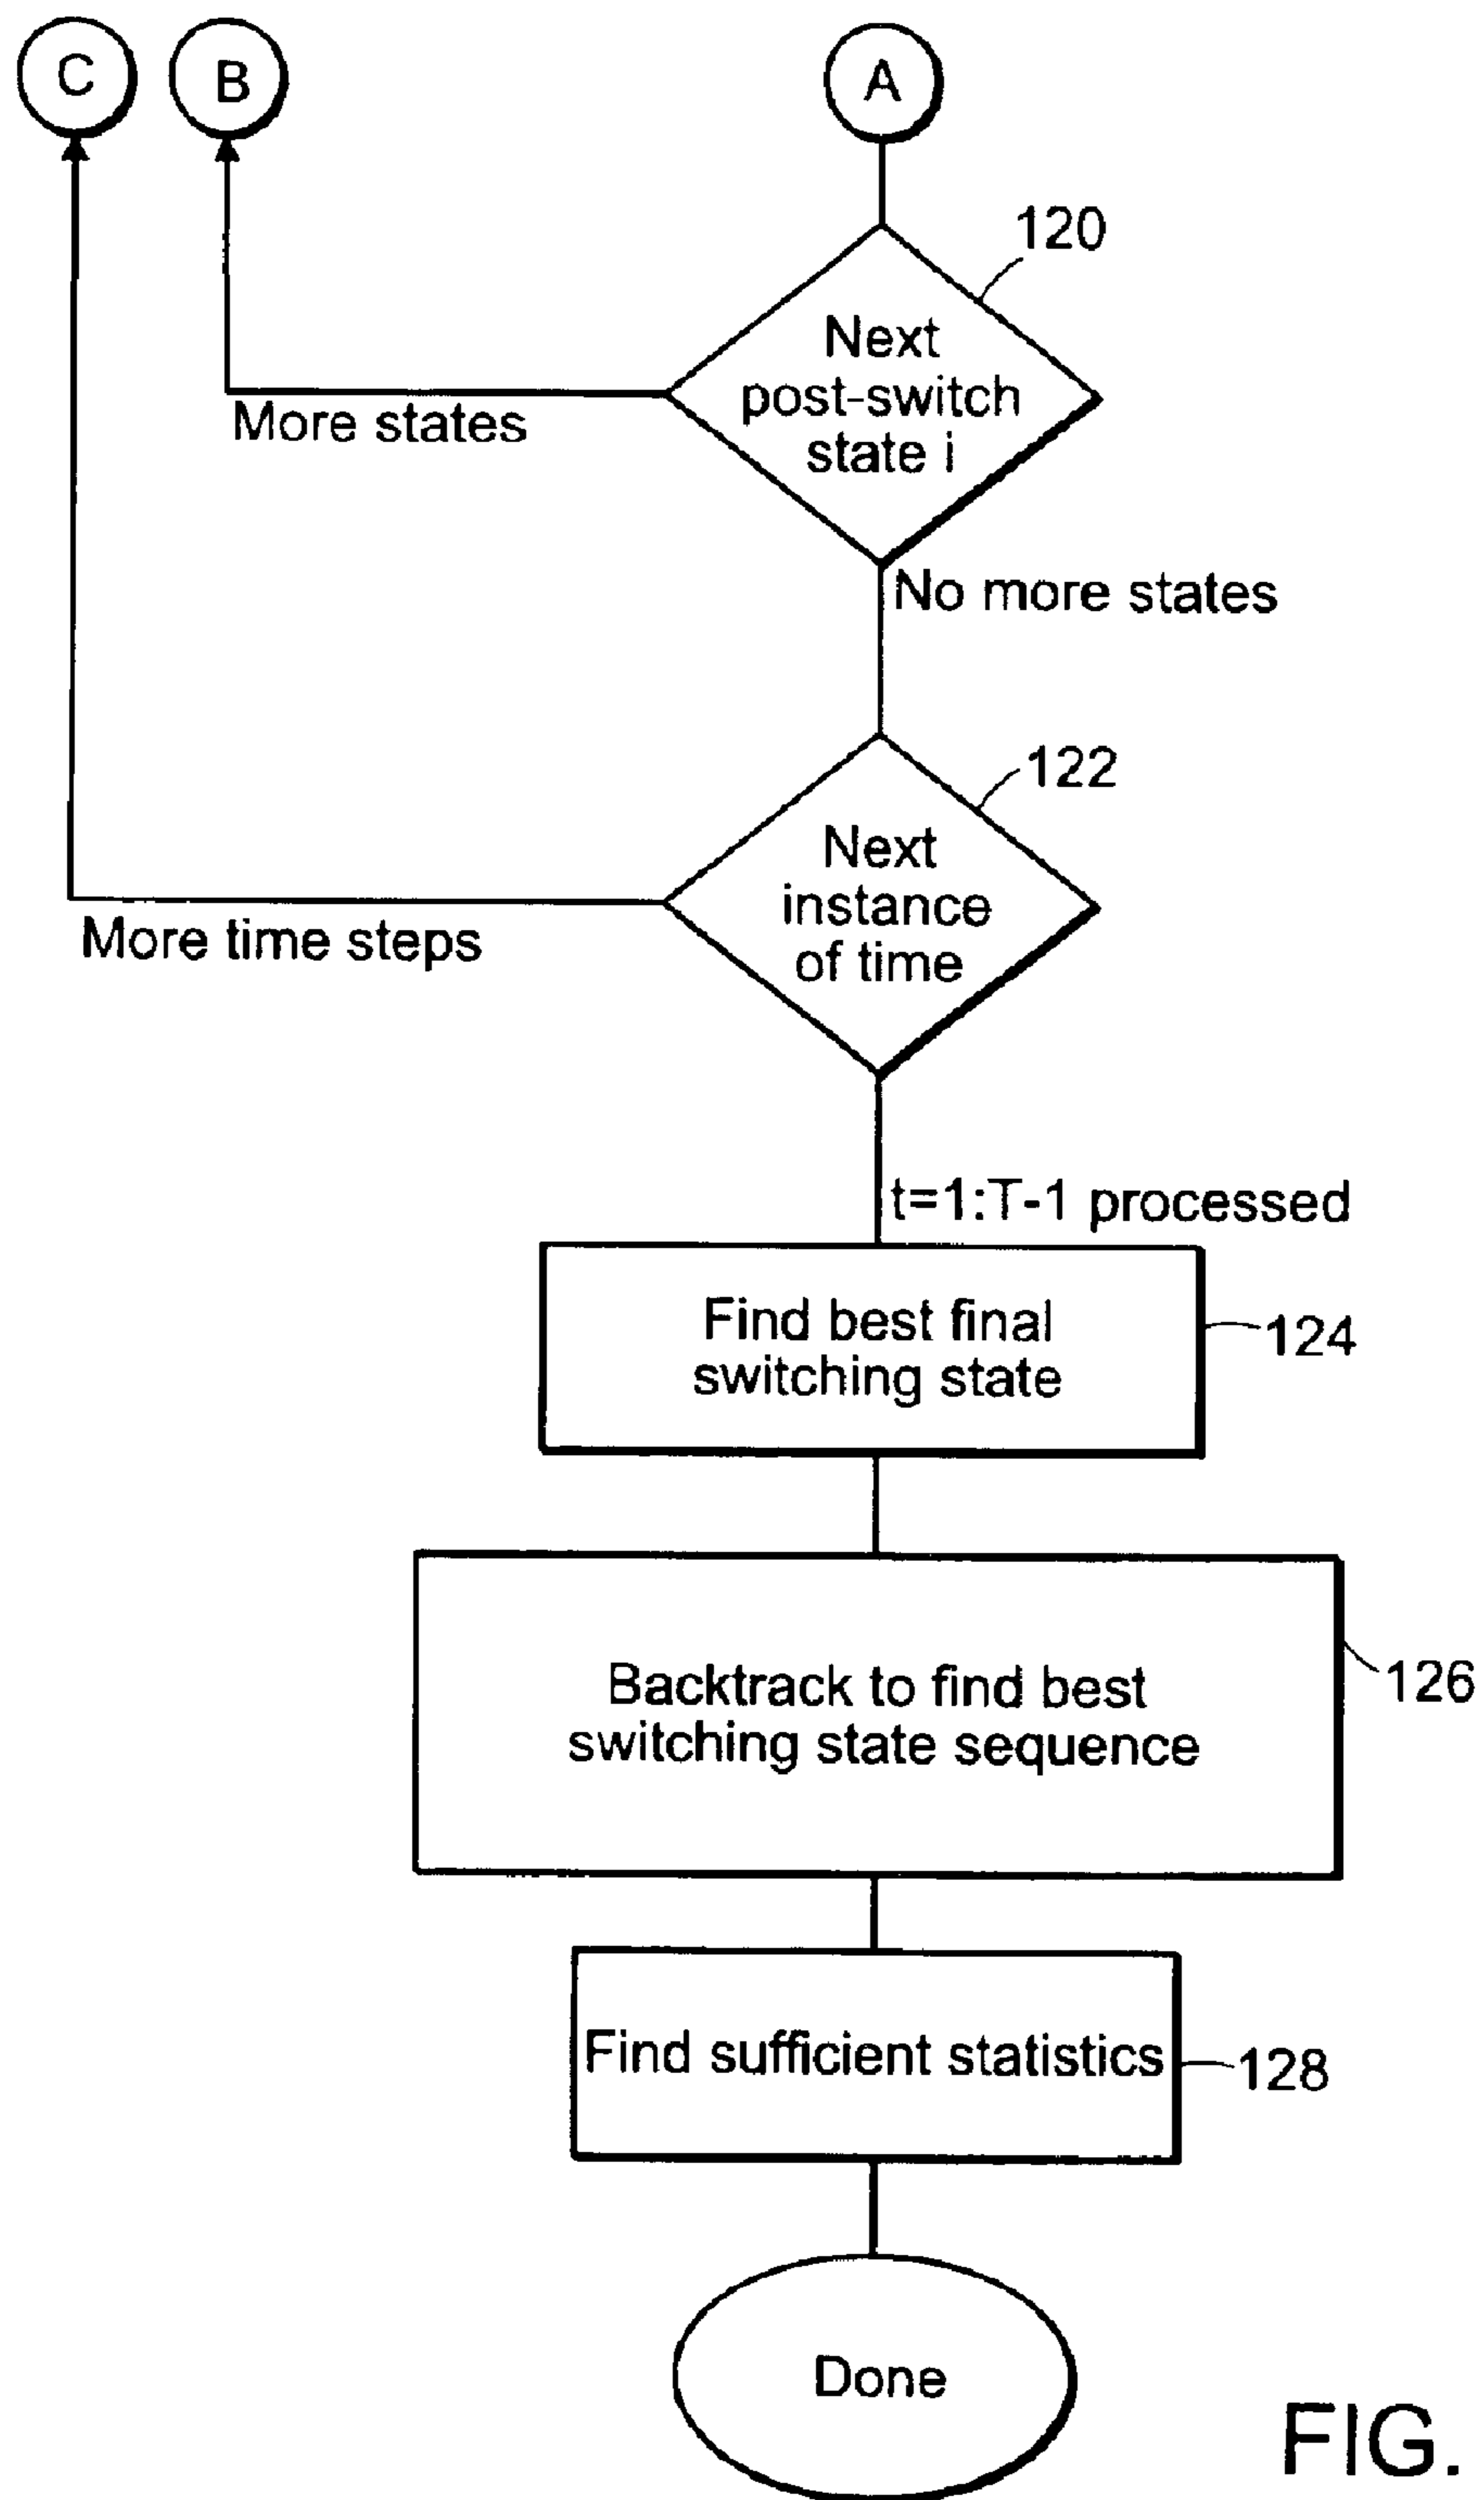 C
B
A
120
Next
post-switch
state i
More states
No more states
122
Next
instance
of time
More time steps
t=1:T-1 processed
Find best final
switching state
124
Backtrack to find best
switching state sequence
126
Find sufficient statistics
128
Done
FIG.